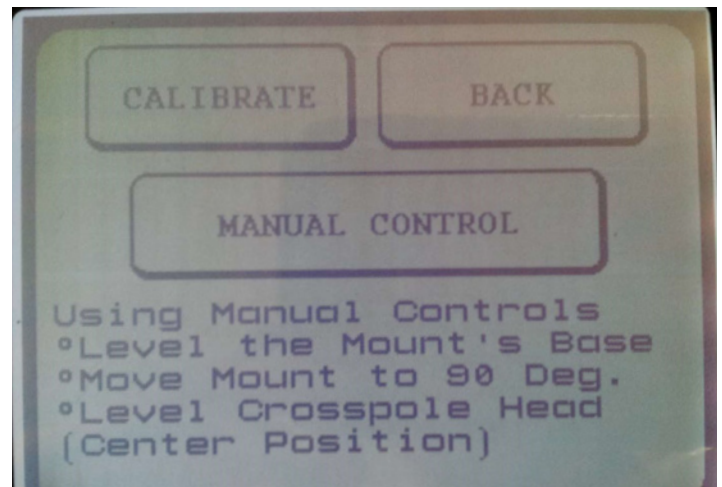 CALIBRATE
BACK
MANUAL CONTROL
Using Manual Controls
°Level the Mount's Base
°Move Mount to 90 Deg.
°Level Crosspole Head
(Center Position)